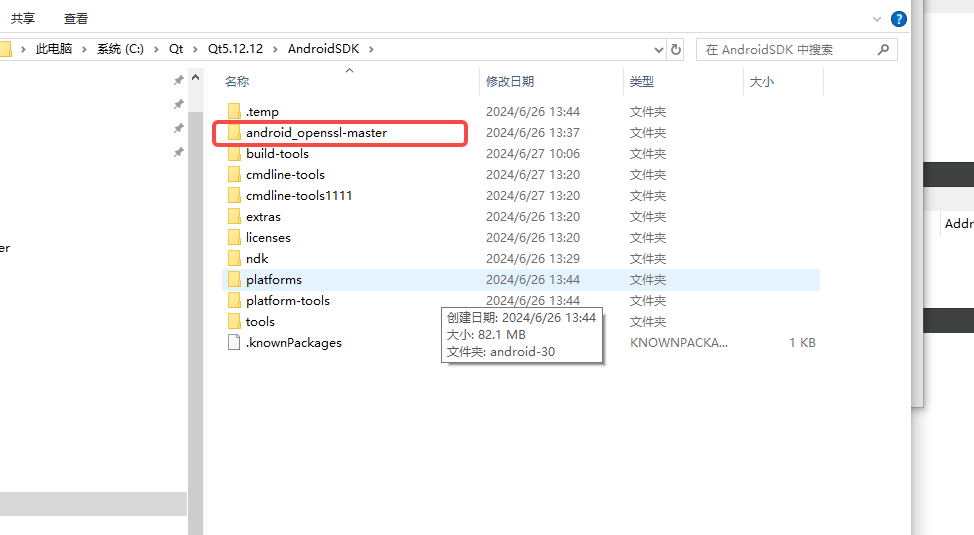 共享 查看
此电脑 系统 (C:) Qt Qt5.12.12 AndroidSDK 在 AndroidSDK 中搜索
名称 修改日期 类型 大小
.temp 2024/6/26 13:44 文件夹
android_openssl-master 2024/6/26 13:37 文件夹
build-tools 2024/6/27 10:06 文件夹
cmdline-tools 2024/6/27 13:20 文件夹
cmdline-tools1111 2024/6/26 13:20 文件夹
extras 2024/6/26 13:20 文件夹
licenses 2024/6/26 13:20 文件夹
ndk 2024/6/26 13:29 文件夹
platforms 2024/6/26 13:44 文件夹
platform-tools 2024/6/26 13:44 文件夹
tools 文件夹
.knownPackages KNOWNPACKA... 1 KB
创建日期: 2024/6/26 13:44
大小: 82.1 MB
文件夹: android-30
er
Addr